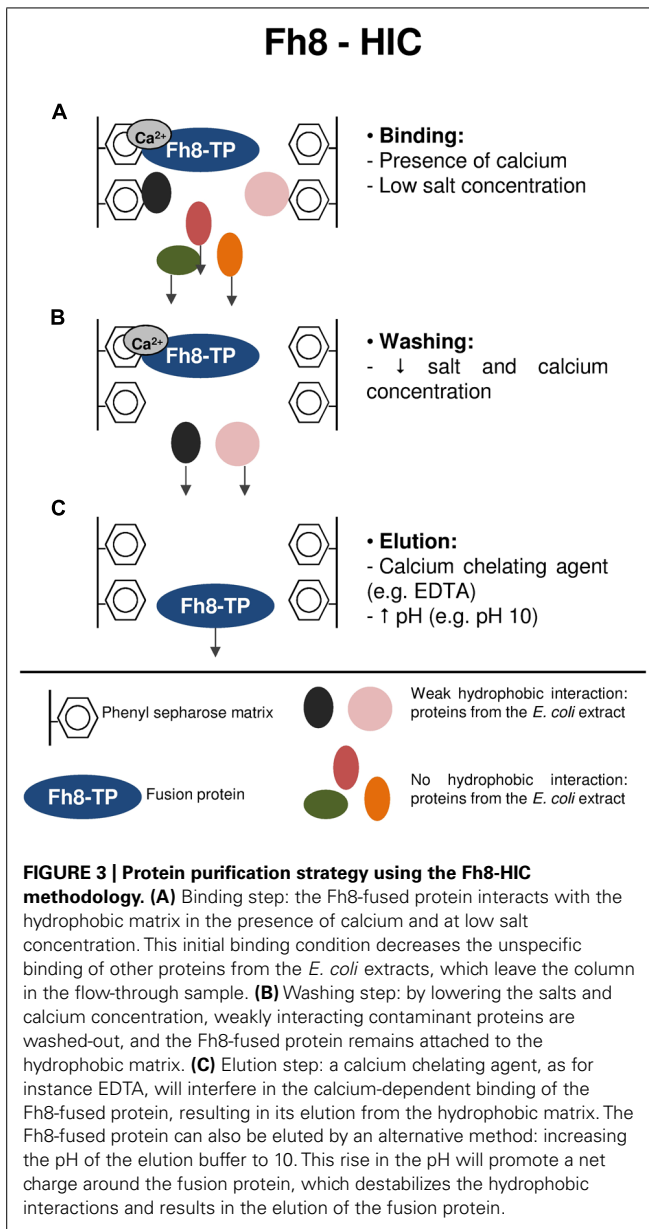 Fh8 - HIC
A
Ca2+
Fh8-TP
• Binding:
- Presence of calcium
- Low salt concentration
B
Ca2+
Fh8-TP
• Washing:
- ↓ salt and calcium
concentration
C
Fh8-TP
• Elution:
- Calcium chelating agent
(e.g. EDTA)
- ↑ pH (e.g. pH 10)
Phenyl sepharose matrix
Weak hydrophobic interaction:
proteins from the E. coli extract
Fh8-TP
Fusion protein
No hydrophobic interaction:
proteins from the E. coli extract
FIGURE 3 | Protein purification strategy using the Fh8-HIC
methodology. (A) Binding step: the Fh8-fused protein interacts with the
hydrophobic matrix in the presence of calcium and at low salt
concentration. This initial binding condition decreases the unspecific
binding of other proteins from the E. coli extracts, which leave the column
in the flow-through sample. (B) Washing step: by lowering the salts and
calcium concentration, weakly interacting contaminant proteins are
washed-out, and the Fh8-fused protein remains attached to the
hydrophobic matrix. (C) Elution step: a calcium chelating agent, as for
instance EDTA, will interfere in the calcium-dependent binding of the
Fh8-fused protein, resulting in its elution from the hydrophobic matrix. The
Fh8-fused protein can also be eluted by an alternative method: increasing
the pH of the elution buffer to 10. This rise in the pH will promote a net
charge around the fusion protein, which destabilizes the hydrophobic
interactions and results in the elution of the fusion protein.